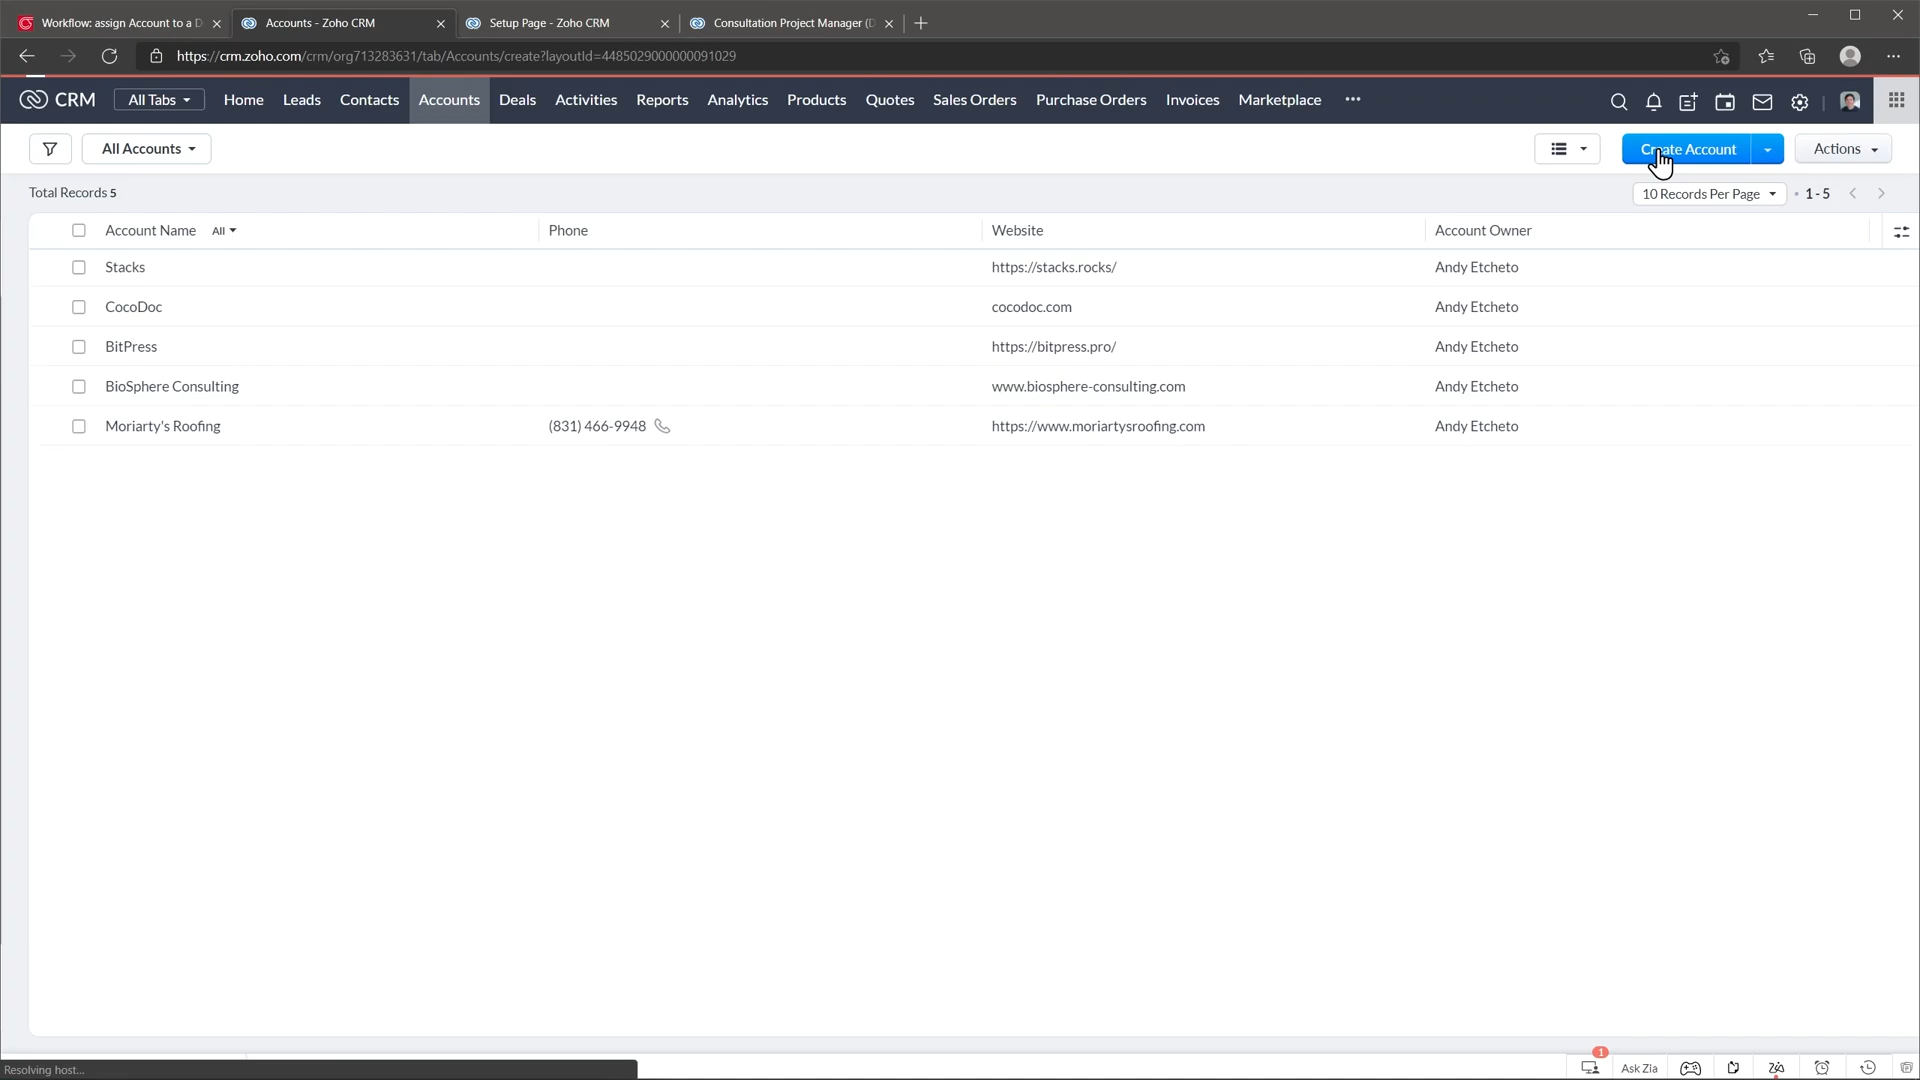 Workflow: assign Account to a D
Accounts - Zoho CRM
Setup Page - Zoho CRM
Consultation Project Manager (D
https://crm.zoho.com/crm/org713283631/tab/Accounts/create?layoutId=4485029000000091029
CRM
All Tabs
Home
Leads
Contacts
Accounts
Deals
Activities
Reports
Analytics
Products
Quotes
Sales Orders
Purchase Orders
Invoices
Marketplace
All Accounts
Create Account
Actions
Total Records 5
10 Records Per Page
1 - 5
Account Name All Phone Website Account Owner
Stacks https://stacks.rocks/ Andy Etcheto
CocoDoc cocodoc.com Andy Etcheto
BitPress https://bitpress.pro/ Andy Etcheto
BioSphere Consulting www.biosphere-consulting.com Andy Etcheto
Moriarty's Roofing (831) 466-9948 https://www.moriartysroofing.com Andy Etcheto
Resolving host...
1
Ask Zia